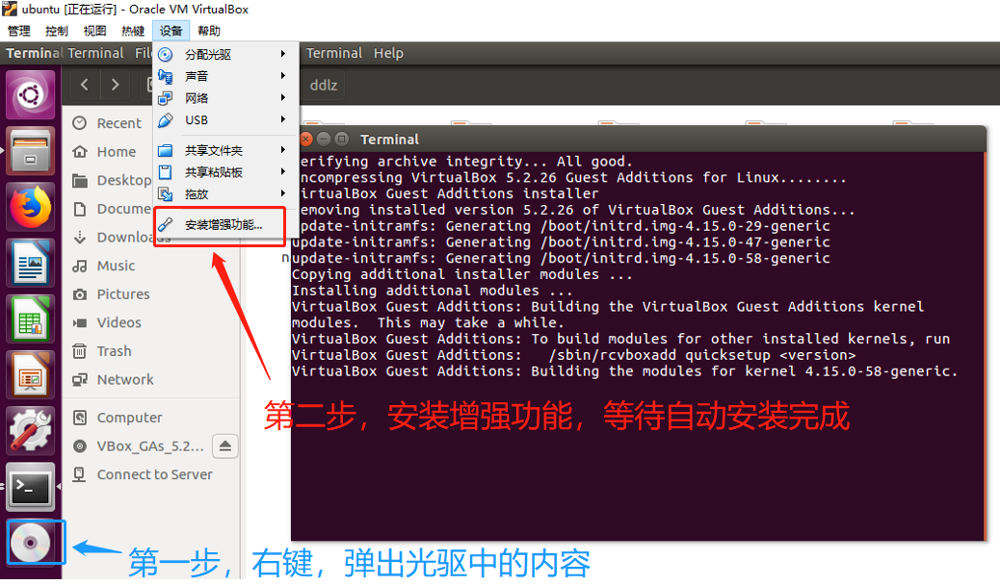 ubuntu [正在运行] - Oracle VM VirtualBox
管理 控制 视图 热键 设备 帮助
Terminal Terminal File Terminal Help
分配光驱
声音
网络
USB
共享文件夹
共享粘贴板
拖放
安装增强功能...
ddlz
Recent
Home
Desktop
Docume
Downloads
Music
Pictures
Videos
Trash
Network
Computer
VBox_GAs_5.2...
Connect to Server
Terminal
erifying archive integrity... All good.
ncompressing VirtualBox 5.2.26 Guest Additions for Linux........
irtualBox Guest Additions installer
emoving installed version 5.2.26 of VirtualBox Guest Additions...
update-initramfs: Generating /boot/initrd.img-4.15.0-29-generic
update-initramfs: Generating /boot/initrd.img-4.15.0-47-generic
update-initramfs: Generating /boot/initrd.img-4.15.0-58-generic
Copying additional installer modules ...
Installing additional modules ...
VirtualBox Guest Additions: Building the VirtualBox Guest Additions kernel
modules.  This may take a while.
VirtualBox Guest Additions: To build modules for other installed kernels, run
VirtualBox Guest Additions:   /sbin/rcvboxadd quicksetup <version>
VirtualBox Guest Additions: Building the modules for kernel 4.15.0-58-generic.
第二步，安装增强功能，等待自动安装完成
第一步，右键，弹出光驱中的内容